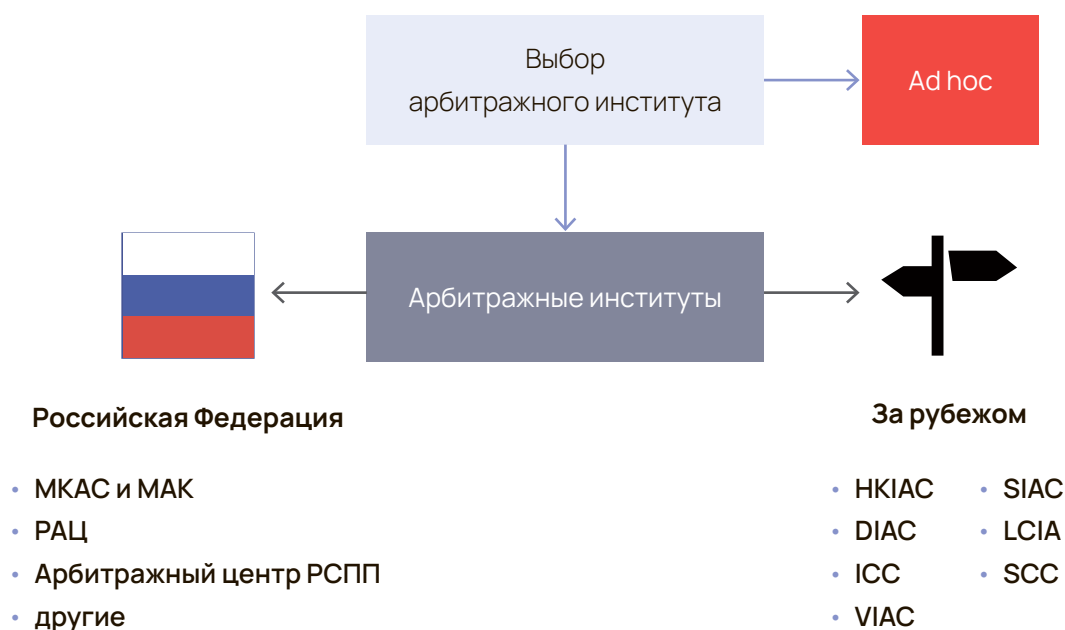 Выбор
арбитражного института
Ad hoc
Арбитражные институты
Российская Федерация
• МКАС и МАК
• РАЦ
• Арбитражный центр РСПП
• другие
За рубежом
• HKIAC
• DIAC
• ICC
• VIAC
• SIAC
• LCIA
• SCC